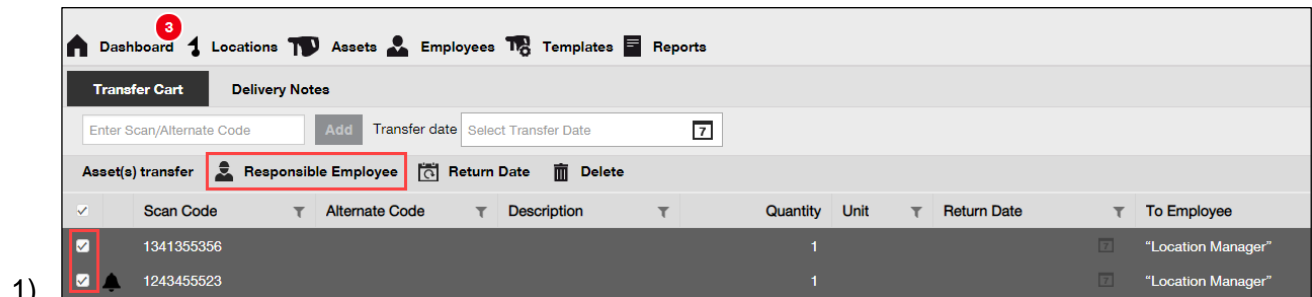 3
Dashboard Locations Assets Employees Templates Reports
Transfer Cart Delivery Notes
Enter Scan/Alternate Code Add Transfer date Select Transfer Date 7
Asset(s) transfer Responsible Employee Return Date Delete
Scan Code Alternate Code Description Quantity Unit Return Date To Employee
1341355356 1 7 "Location Manager"
1) 1243455523 1 7 "Location Manager"